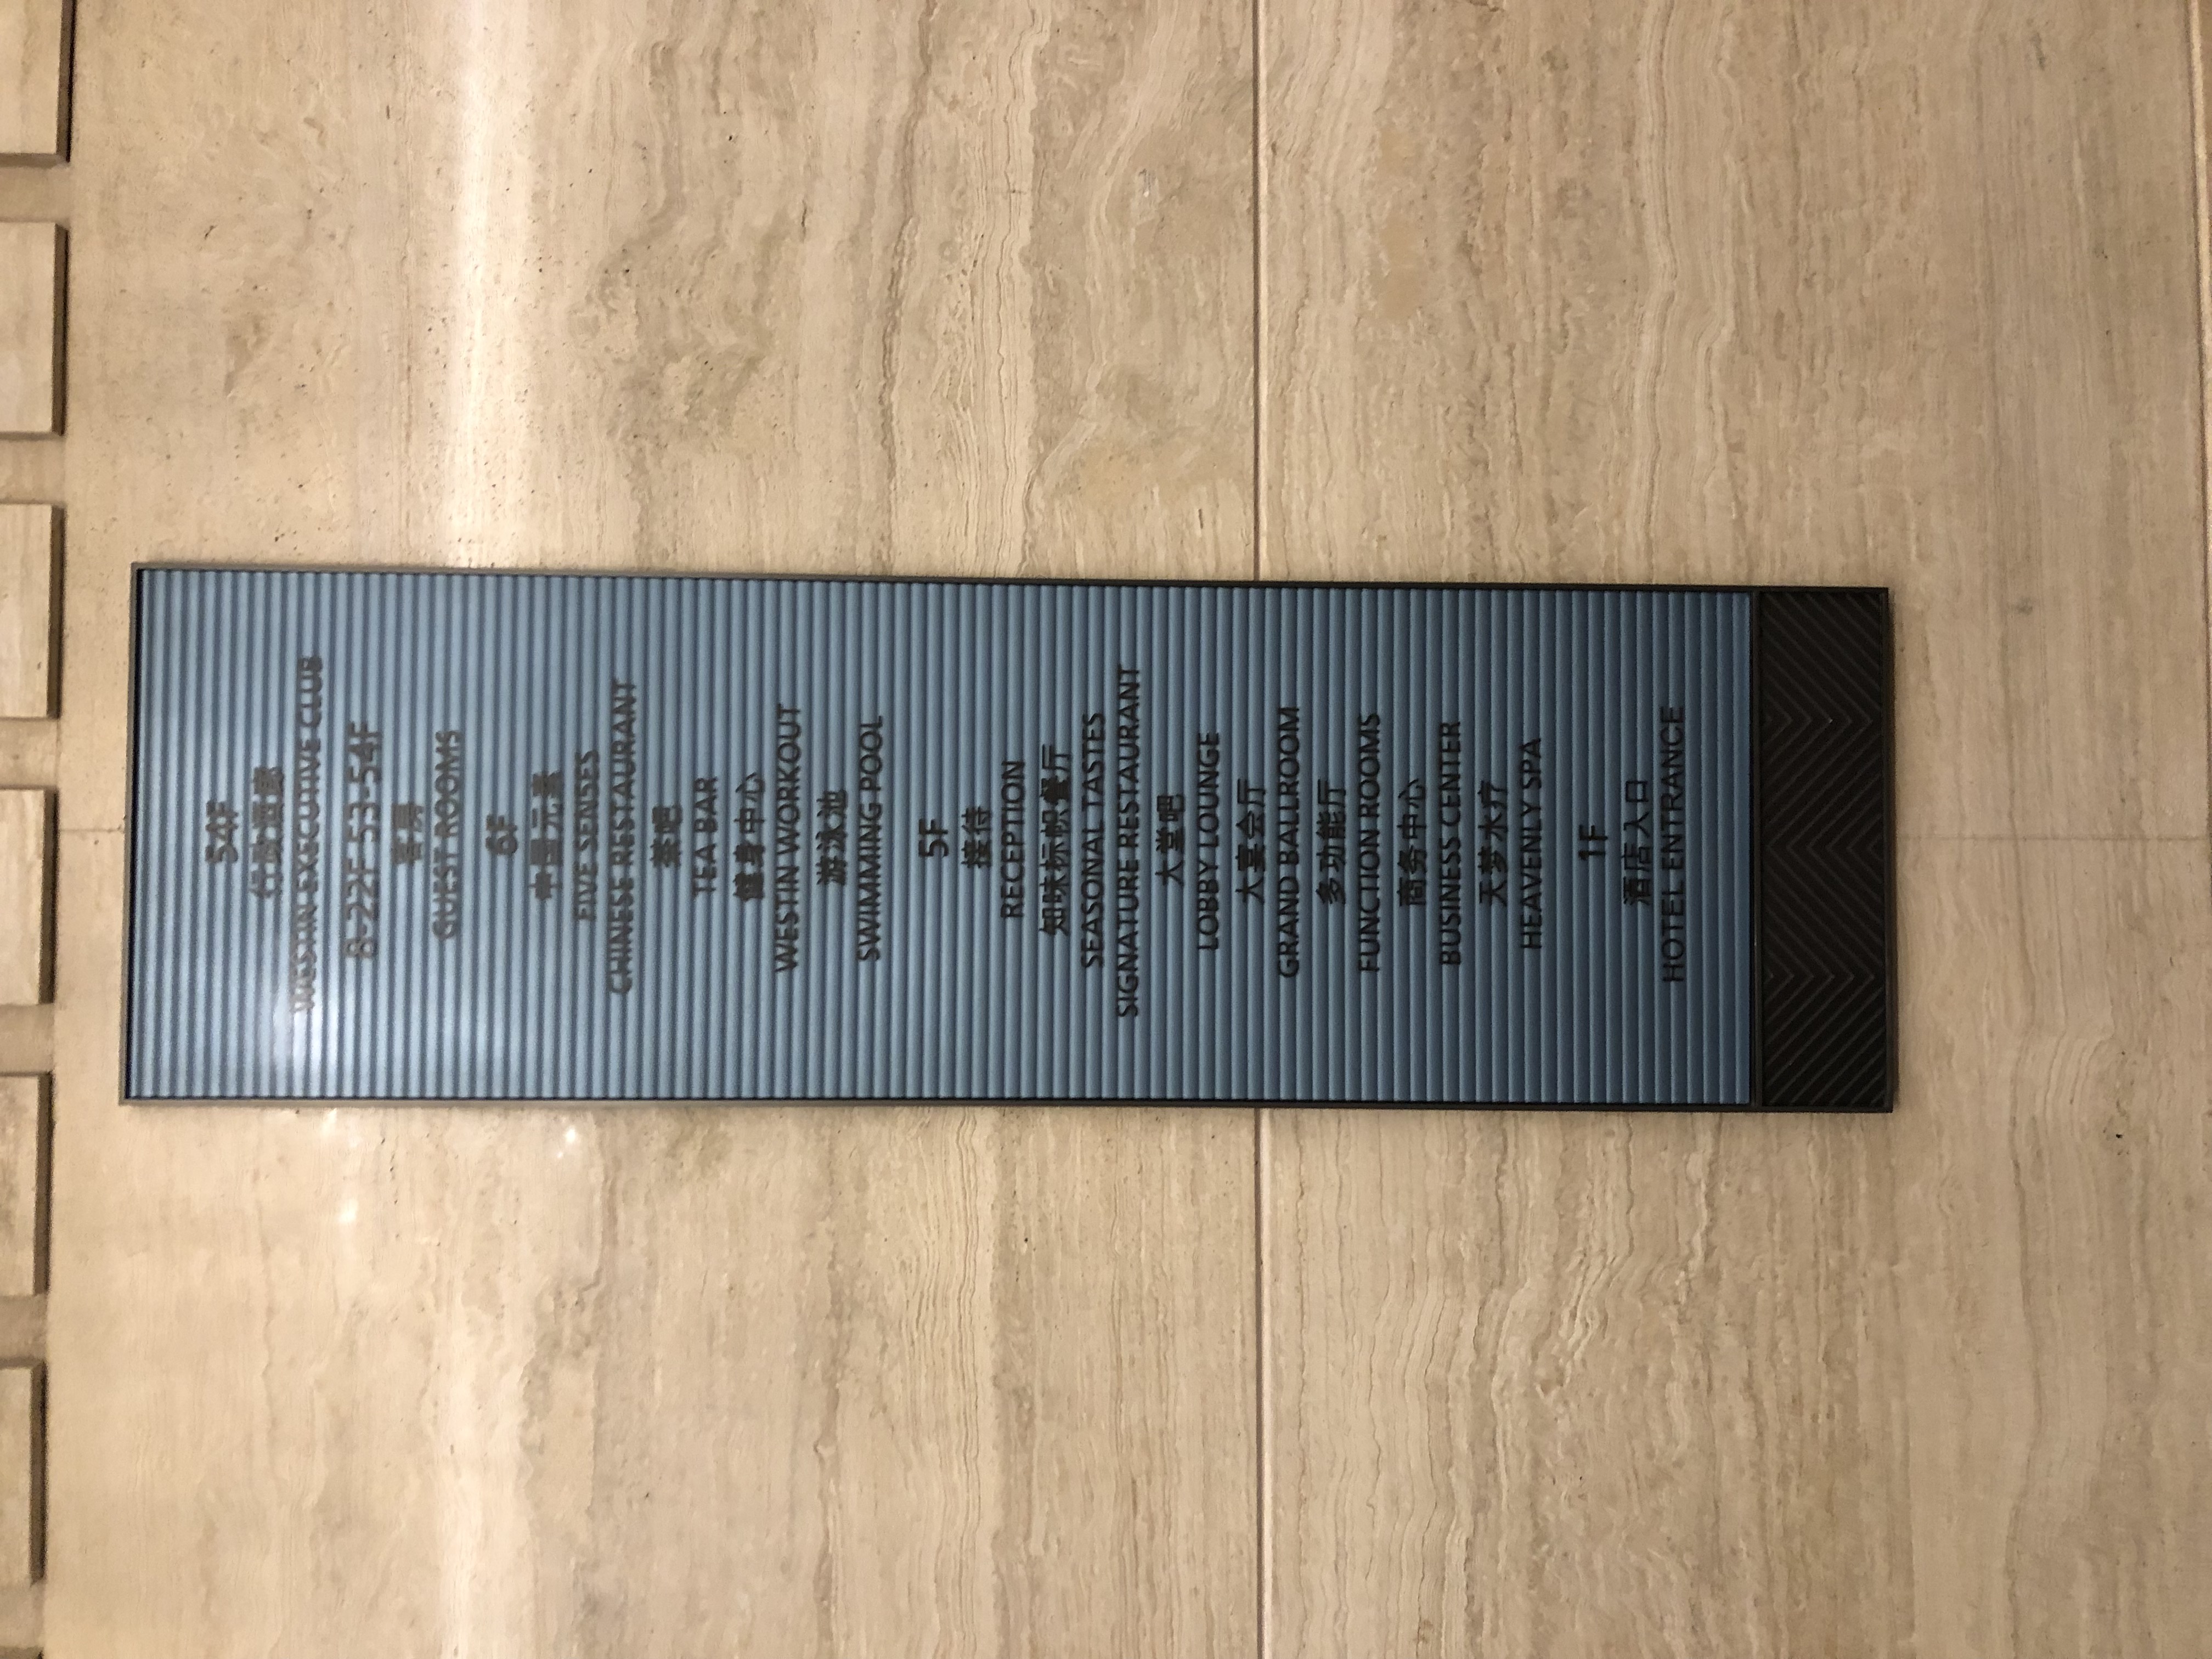 54F
行政酒廊
WESTIN EXECUTIVE CLUB
8-22F 53-54F
客房
GUEST ROOMS
6F
中国元素
FIVE SENSES
CHINESE RESTAURANT
茶吧
TEA BAR
健身中心
WESTIN WORKOUT
游泳池
SWIMMING POOL
5F
接待
RECEPTION
知味标帜餐厅
SEASONAL TASTES
SIGNATURE RESTAURANT
大堂吧
LOBBY LOUNGE
大宴会厅
GRAND BALLROOM
多功能厅
FUNCTION ROOMS
商务中心
BUSINESS CENTER
天梦水疗
HEAVENLY SPA
1F
酒店入口
HOTEL ENTRANCE